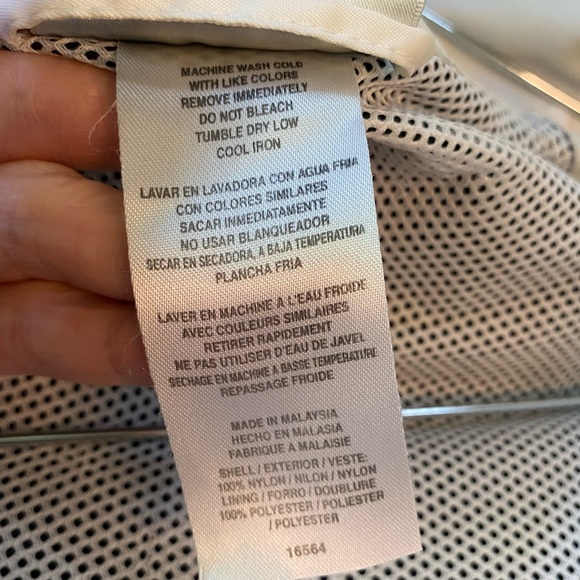 MACHINE WASH COLD
WITH LIKE COLORS
REMOVE IMMEDIATELY
DO NOT BLEACH
TUMBLE DRY LOW
COOL IRON
LAVAR EN LAVADORA CON AGUA FRIA
CON COLORES SIMILARES
SACAR INMEDIATAMENTE
NO USAR BLANQUEADOR
SECAR EN SECADORA, A BAJA TEMPERATURA
PLANCHA FRIA
LAVER EN MACHINE A L'EAU FROIDE
AVEC COULEURS SIMILAIRES
RETIRER RAPIDEMENT
NE PAS UTILISER D'EAU DE JAVEL
SECHAGE EN MACHINE A BASSE TEMPERATURE
REPASSAGE FROIDE
MADE IN MALAYSIA
HECHO EN MALASIA
FABRIQUE A MALAISIE
SHELL / EXTERIOR / VESTE:
100% NYLON / NILON / NYLON
LINING / FORRO / DOUBLURE
100% POLYESTER / POLIESTER
/ POLYESTER
16564